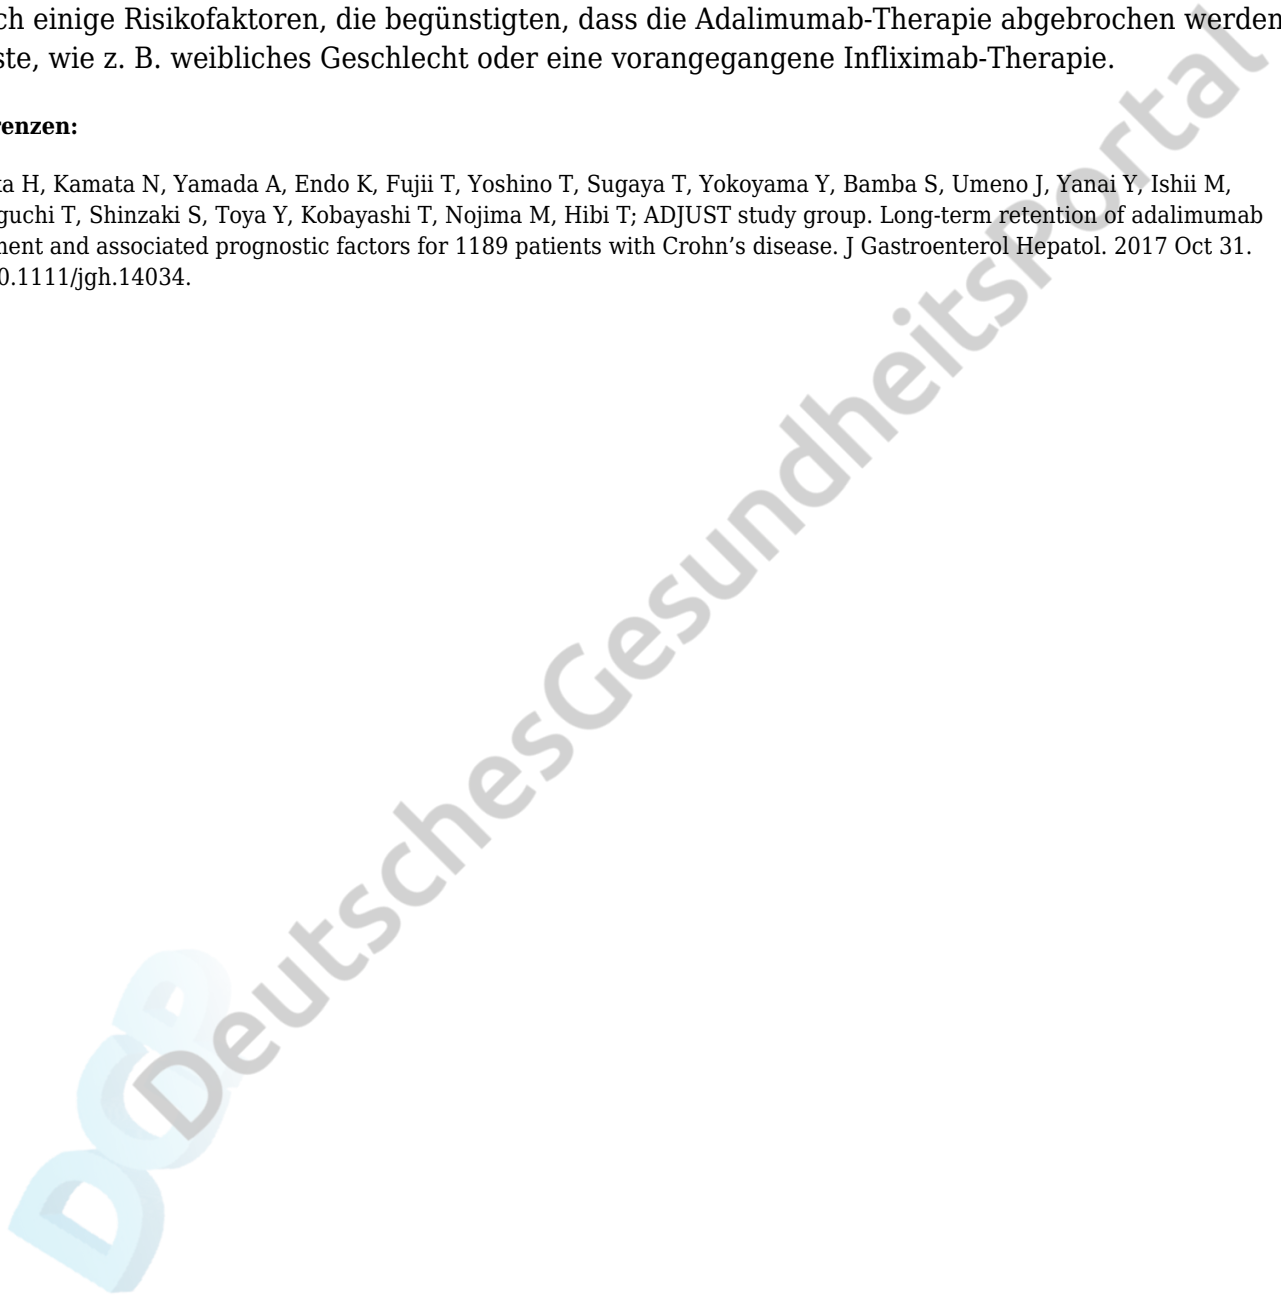 ch einige Risikofaktoren, die begünstigten, dass die Adalimumab-Therapie abgebrochen werden
ste, wie z. B. weibliches Geschlecht oder eine vorangegangene Infliximab-Therapie.
renzen:
ka H, Kamata N, Yamada A, Endo K, Fujii T, Yoshino T, Sugaya T, Yokoyama Y, Bamba S, Umeno J, Yanai Y, Ishii M,
guchi T, Shinzaki S, Toya Y, Kobayashi T, Nojima M, Hibi T; ADJUST study group. Long-term retention of adalimumab
ment and associated prognostic factors for 1189 patients with Crohn’s disease. J Gastroenterol Hepatol. 2017 Oct 31.
0.1111/jgh.14034.
DeutschesGesundheitsPortal
DGP